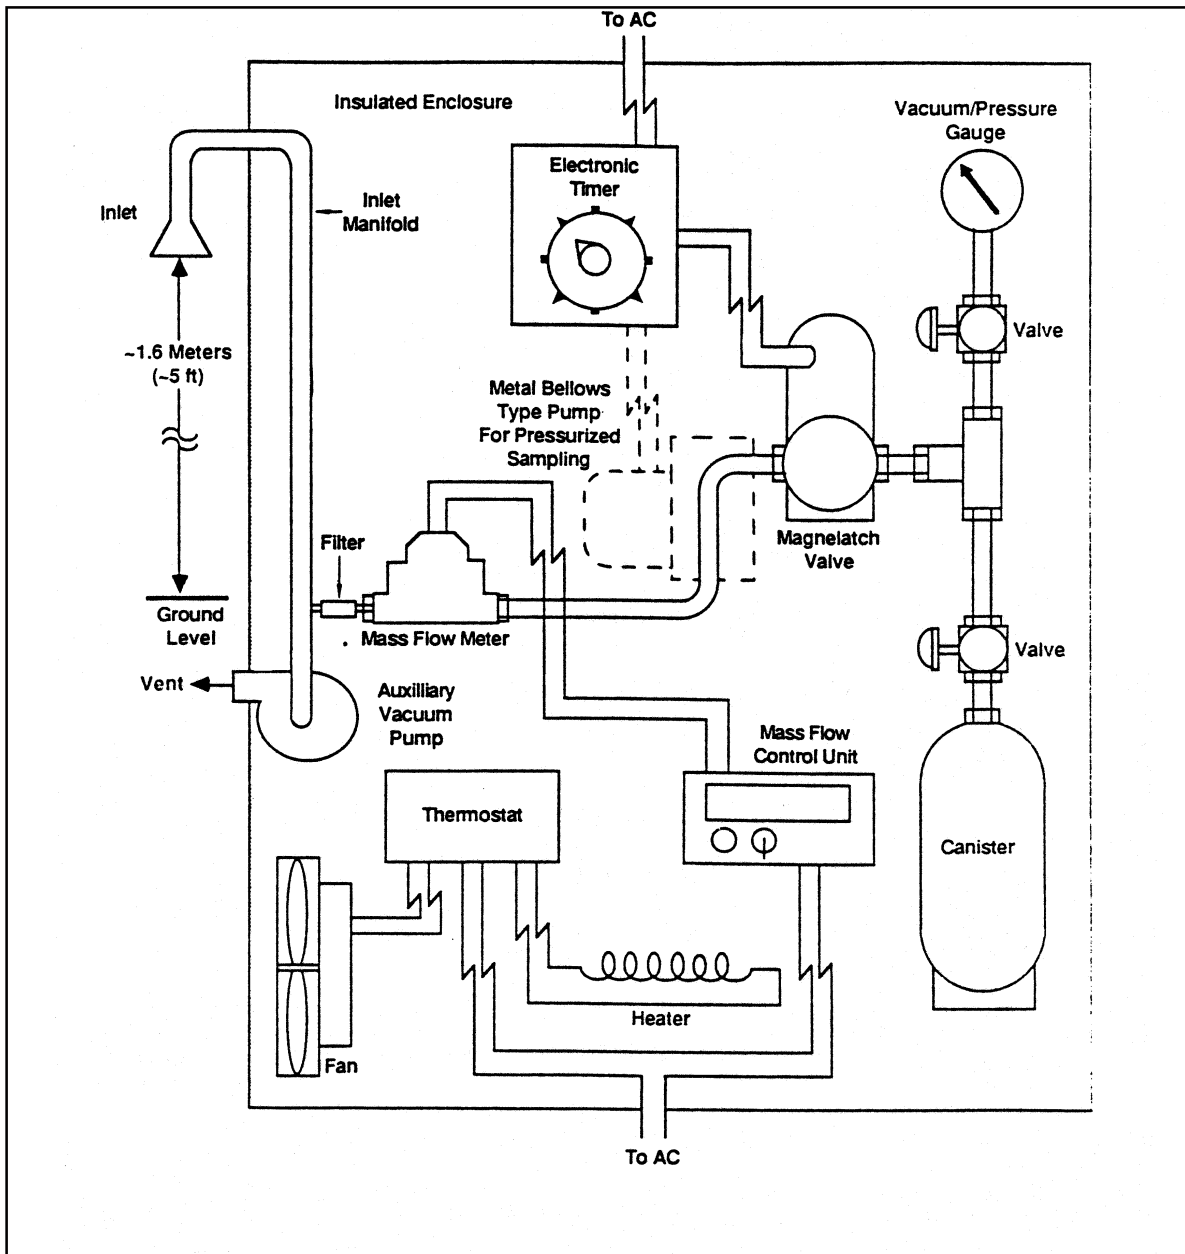 To AC
Insulated Enclosure
Vacuum/Pressure
Gauge
Electronic
Timer
Inlet
Inlet
Manifold
Valve
~1.6 Meters
(~5 ft)
Metal Bellows
Type Pump
For Pressurized
Sampling
Magnelatch
Valve
Filter
Ground
Level
Mass Flow Meter
Valve
Vent
Auxilliary
Vacuum
Pump
Mass Flow
Control Unit
Thermostat
Canister
Heater
Fan
To AC